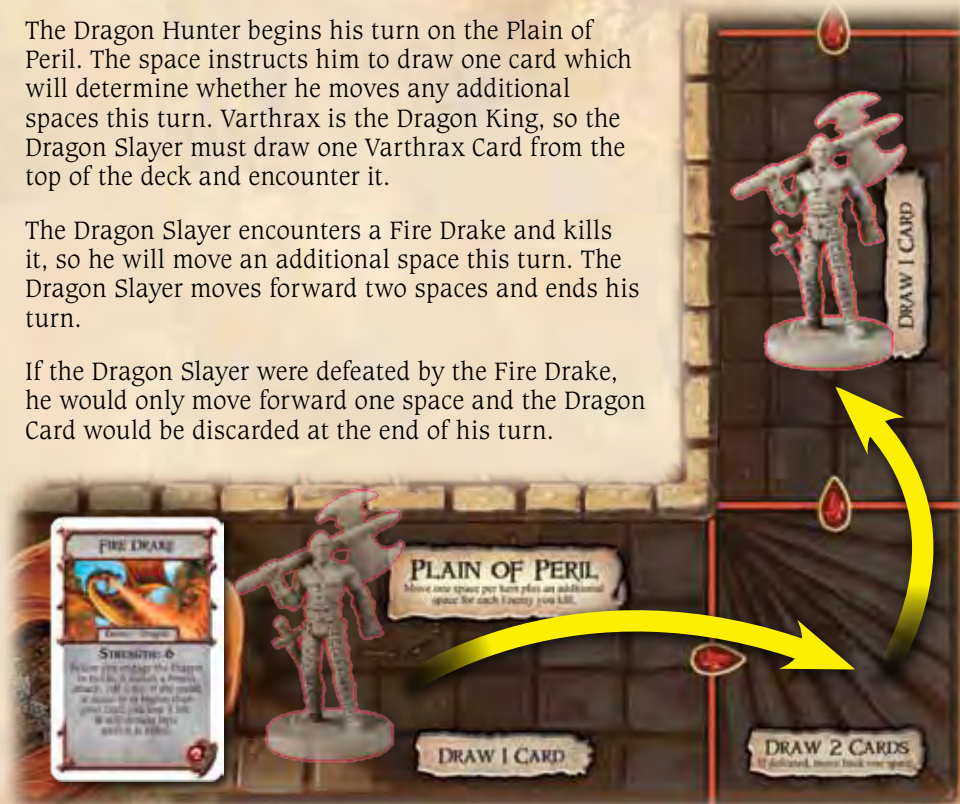 The Dragon Hunter begins his turn on the Plain of
Peril. The space instructs him to draw one card which
will determine whether he moves any additional
spaces this turn. Varthrax is the Dragon King, so the
Dragon Slayer must draw one Varthrax Card from the
top of the deck and encounter it.
The Dragon Slayer encounters a Fire Drake and kills
it, so he will move an additional space this turn. The
Dragon Slayer moves forward two spaces and ends his
turn.
If the Dragon Slayer were defeated by the Fire Drake,
he would only move forward one space and the Dragon
Card would be discarded at the end of his turn.
DRAW 1 CARD
FIRE DRAKE
Enemy - Dragon
STRENGTH: 6
PLAIN OF PERIL
Move one space per turn plus an additional
space for each Enemy you kill.
DRAW 1 CARD
DRAW 2 CARDS
If defeated, move back one space